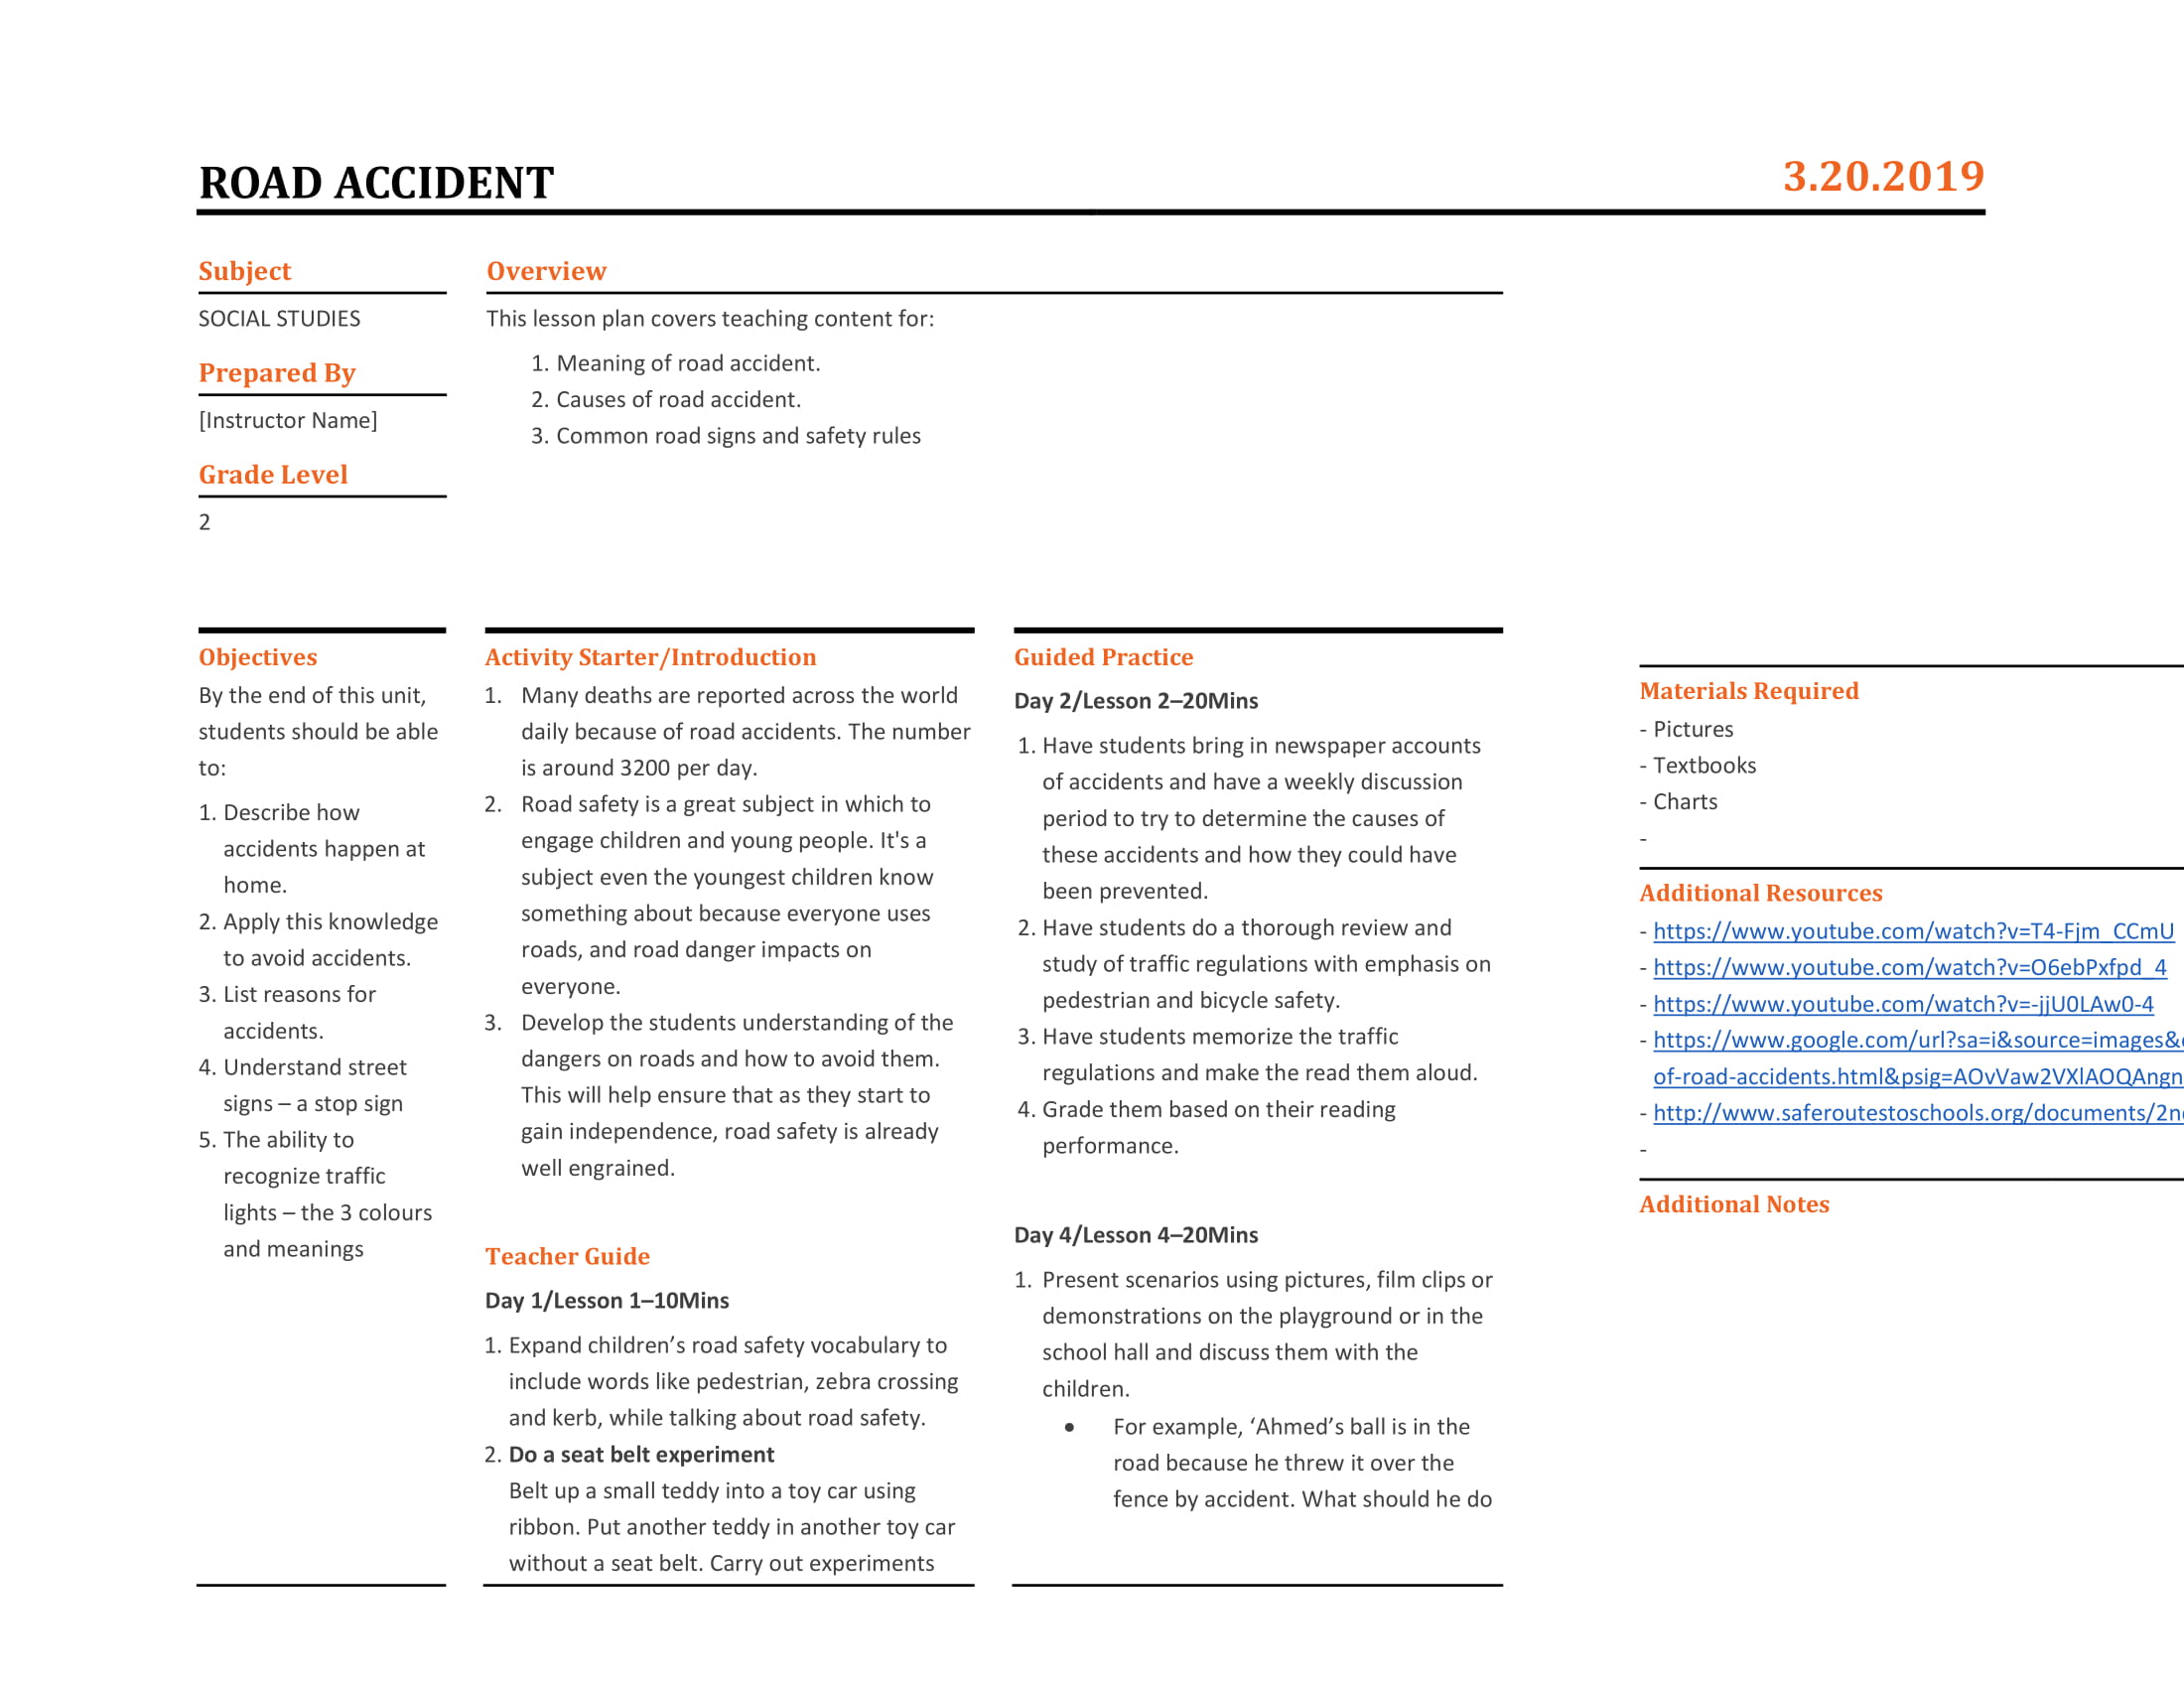 ROAD ACCIDENT
3.20.2019
Subject
SOCIAL STUDIES
Prepared By
[Instructor Name]
Grade Level
2
Overview
This lesson plan covers teaching content for:
1. Meaning of road accident.
2. Causes of road accident.
3. Common road signs and safety rules
Objectives
By the end of this unit,
students should be able
to:
1. Describe how
accidents happen at
home.
2. Apply this knowledge
to avoid accidents.
3. List reasons for
accidents.
4. Understand street
signs – a stop sign
5. The ability to
recognize traffic
lights – the 3 colours
and meanings
Activity Starter/Introduction
1. Many deaths are reported across the world
daily because of road accidents. The number
is around 3200 per day.
2. Road safety is a great subject in which to
engage children and young people. It's a
subject even the youngest children know
something about because everyone uses
roads, and road danger impacts on
everyone.
3. Develop the students understanding of the
dangers on roads and how to avoid them.
This will help ensure that as they start to
gain independence, road safety is already
well engrained.
Teacher Guide
Day 1/Lesson 1–10Mins
1. Expand children’s road safety vocabulary to
include words like pedestrian, zebra crossing
and kerb, while talking about road safety.
2. Do a seat belt experiment
Belt up a small teddy into a toy car using
ribbon. Put another teddy in another toy car
without a seat belt. Carry out experiments
Guided Practice
Day 2/Lesson 2–20Mins
1. Have students bring in newspaper accounts
of accidents and have a weekly discussion
period to try to determine the causes of
these accidents and how they could have
been prevented.
2. Have students do a thorough review and
study of traffic regulations with emphasis on
pedestrian and bicycle safety.
3. Have students memorize the traffic
regulations and make the read them aloud.
4. Grade them based on their reading
performance.
Day 4/Lesson 4–20Mins
1. Present scenarios using pictures, film clips or
demonstrations on the playground or in the
school hall and discuss them with the
children.
• For example, ‘Ahmed’s ball is in the
road because he threw it over the
fence by accident. What should he do
Materials Required
- Pictures
- Textbooks
- Charts
-
Additional Resources
- https://www.youtube.com/watch?v=T4-Fjm_CCmU
- https://www.youtube.com/watch?v=O6ebPxfpd_4
- https://www.youtube.com/watch?v=-jjU0LAw0-4
- https://www.google.com/url?sa=i&source=images&
of-road-accidents.html&psig=AOvVaw2VXlAOQAngn
- http://www.saferoutestoschools.org/documents/2n
-
Additional Notes